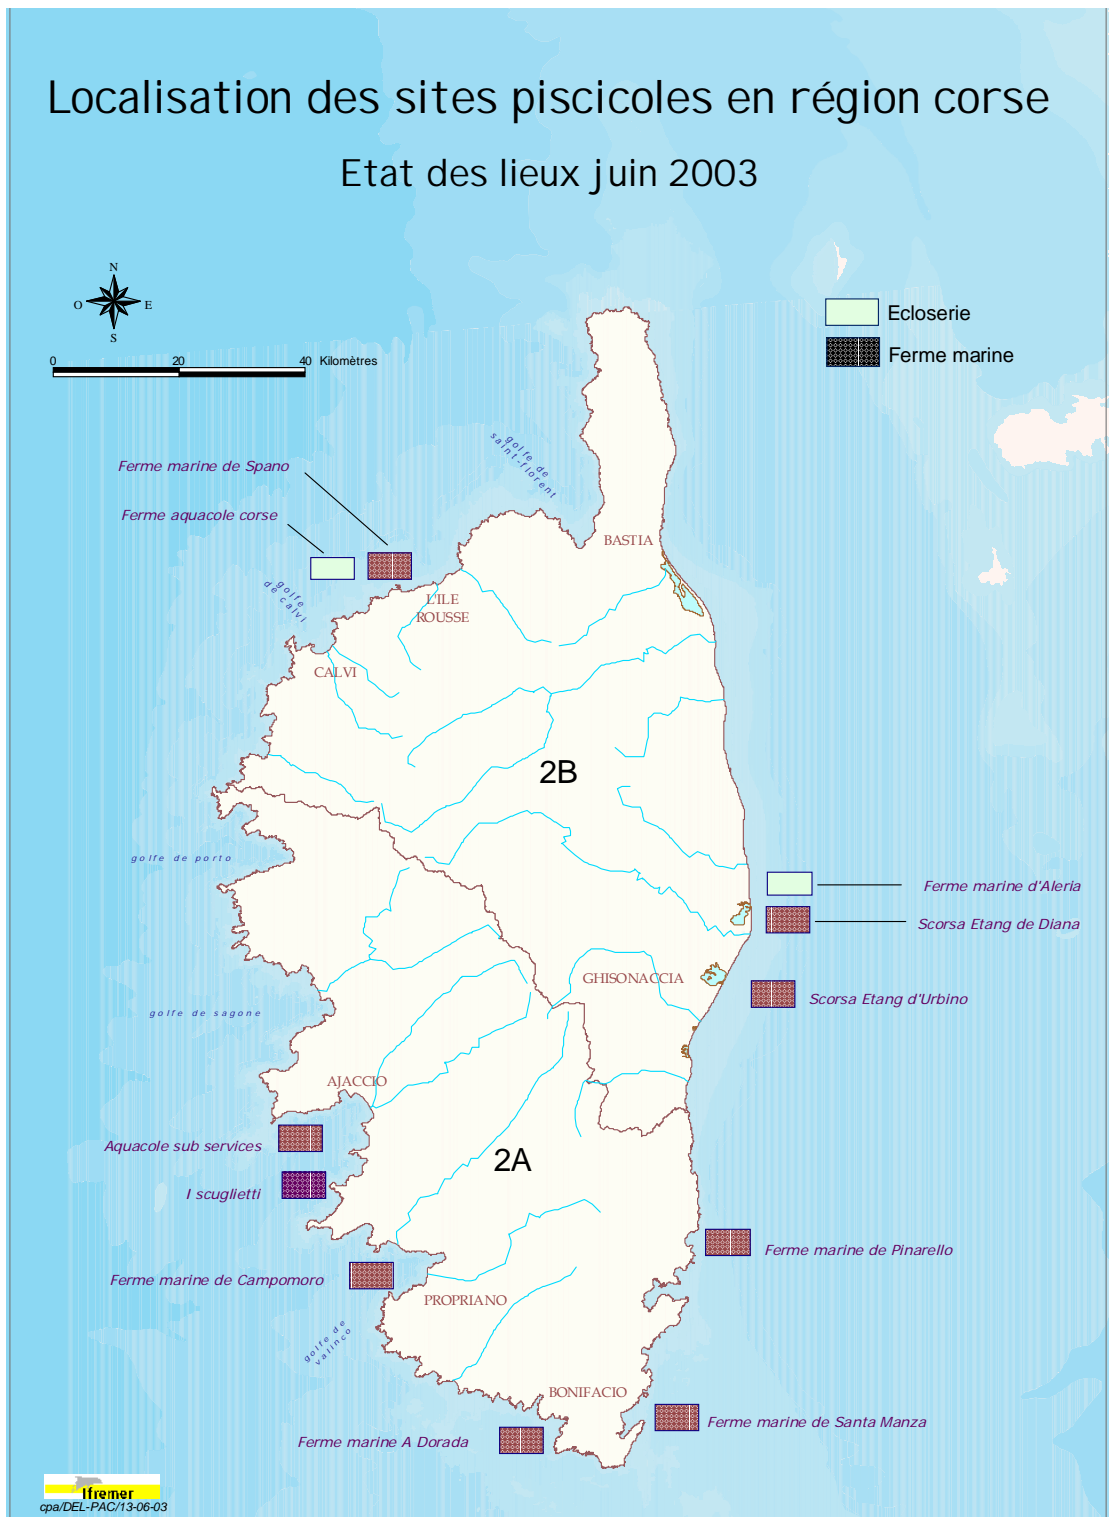 Localisation des sites piscicoles en région corse
Etat des lieux juin 2003
N
O
E
S
0
20
40
Kilomètres
Ecloserie
Ferme marine
golfe de
saint-florent
Ferme marine de Spano
Ferme aquacole corse
BASTIA
golfe
de calvi
L'ILE
ROUSSE
CALVI
2B
golfe de porto
Ferme marine d'Aleria
Scorsa Etang de Diana
GHISONACCIA
Scorsa Etang d'Urbino
golfe de sagone
AJACCIO
Aquacole sub services
2A
I scuglietti
Ferme marine de Pinarello
Ferme marine de Campomoro
PROPRIANO
golfe de
valinco
BONIFACIO
Ferme marine de Santa Manza
Ferme marine A Dorada
Ifremer
cpa/DEL-PAC/13-06-03